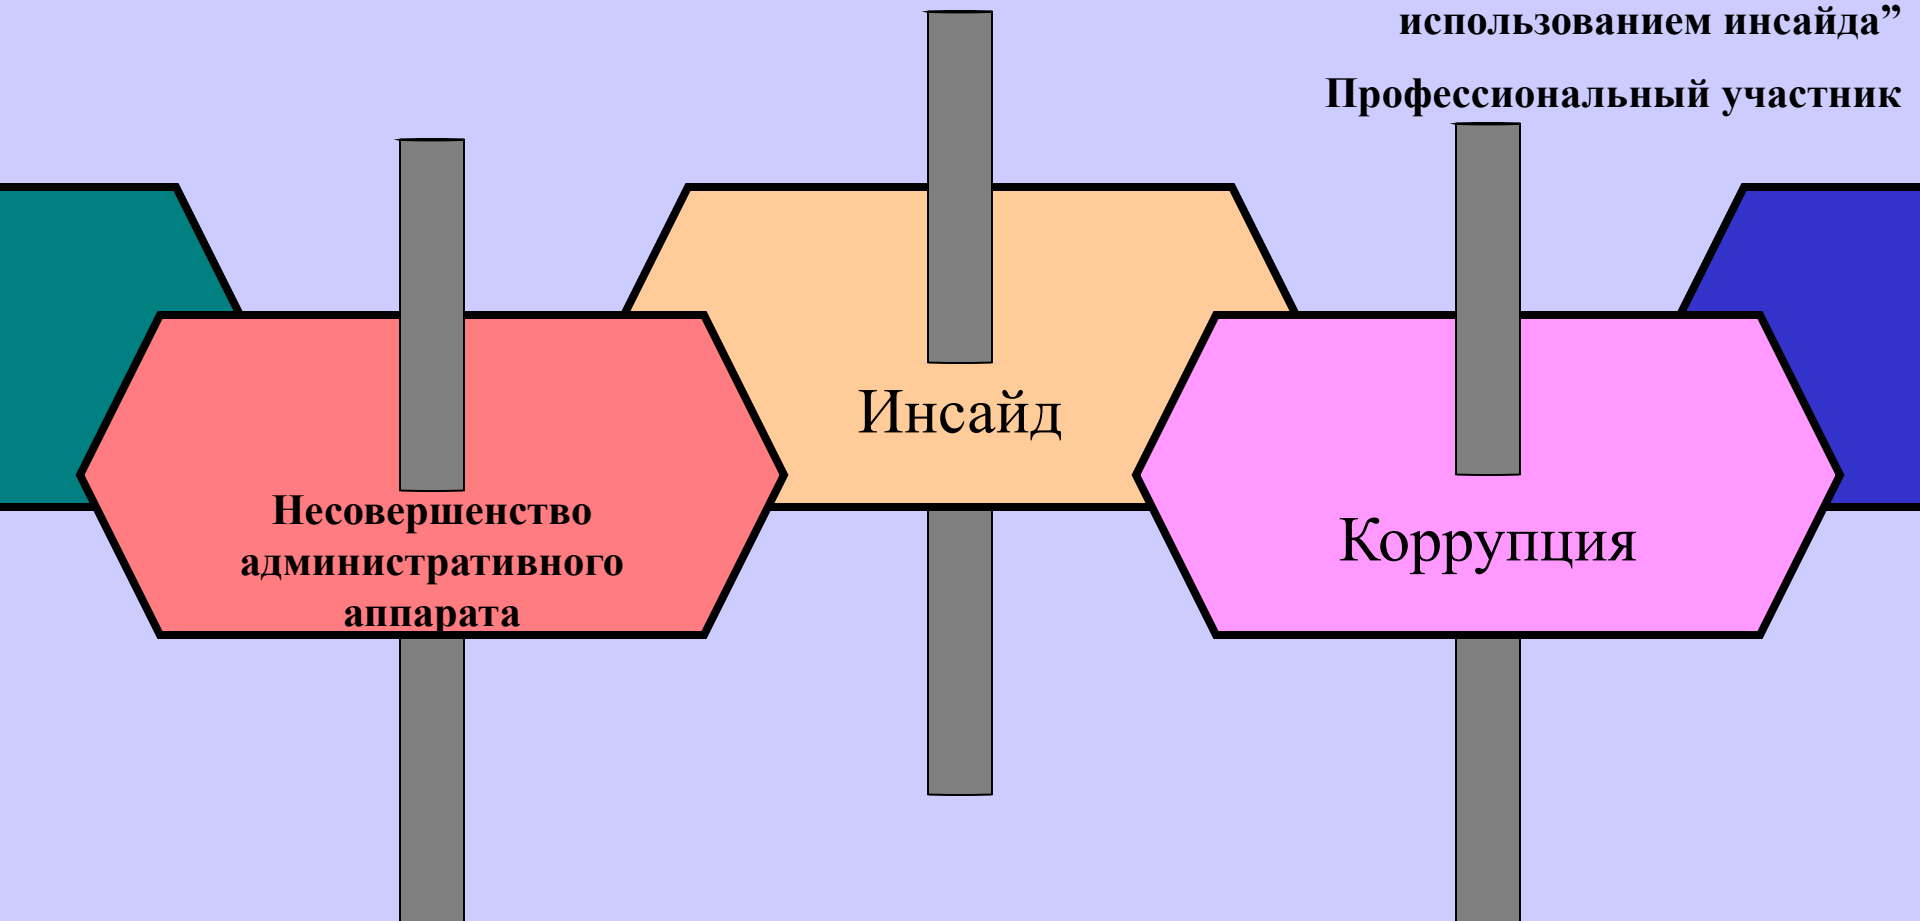 использованием инсайда”
Профессиональный участник
Инсайд
Несовершенство
административного
аппарата
Коррупция